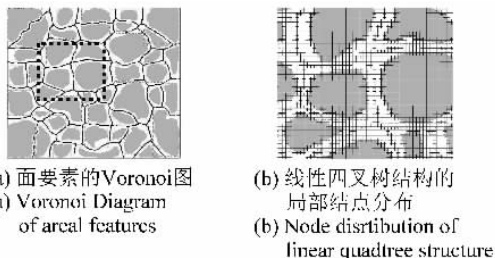 ) 面要素的Voronoi图
) Voronoi Diagram
of areal features
(b) 线性四叉树结构的
局部结点分布
(b) Node disrtibution of
linear quadtree structure